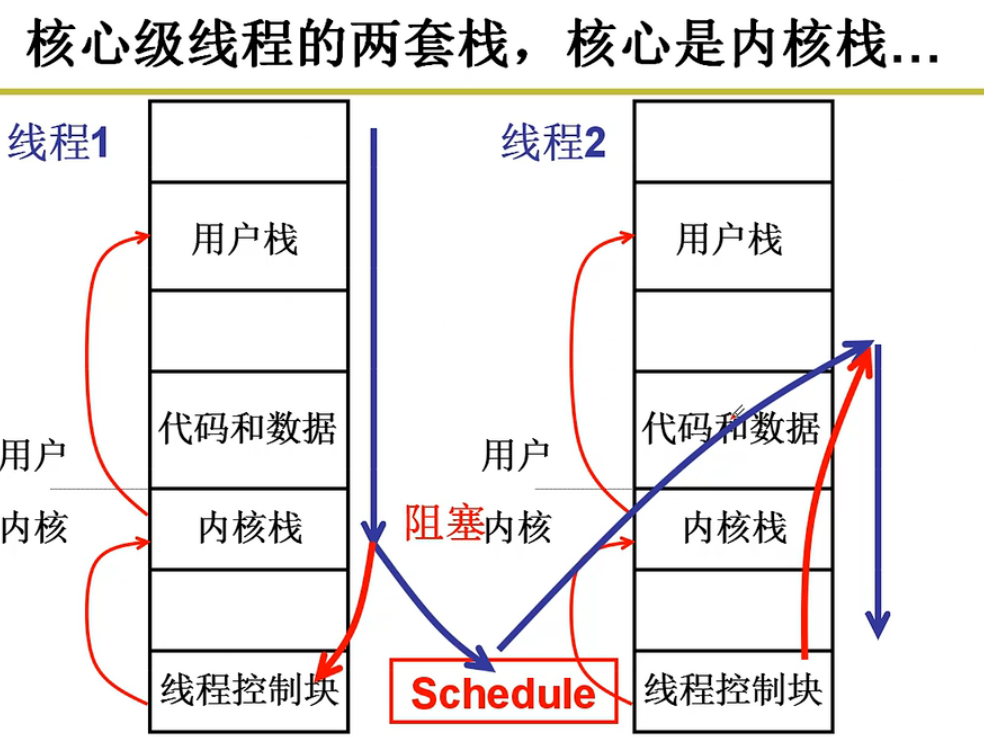 核心级线程的两套栈，核心是内核栈…
线程1
线程2
用户栈
用户栈
代码和数据
代码和数据
用户
用户
内核
内核栈
阻塞
内核
内核栈
线程控制块
Schedule
线程控制块